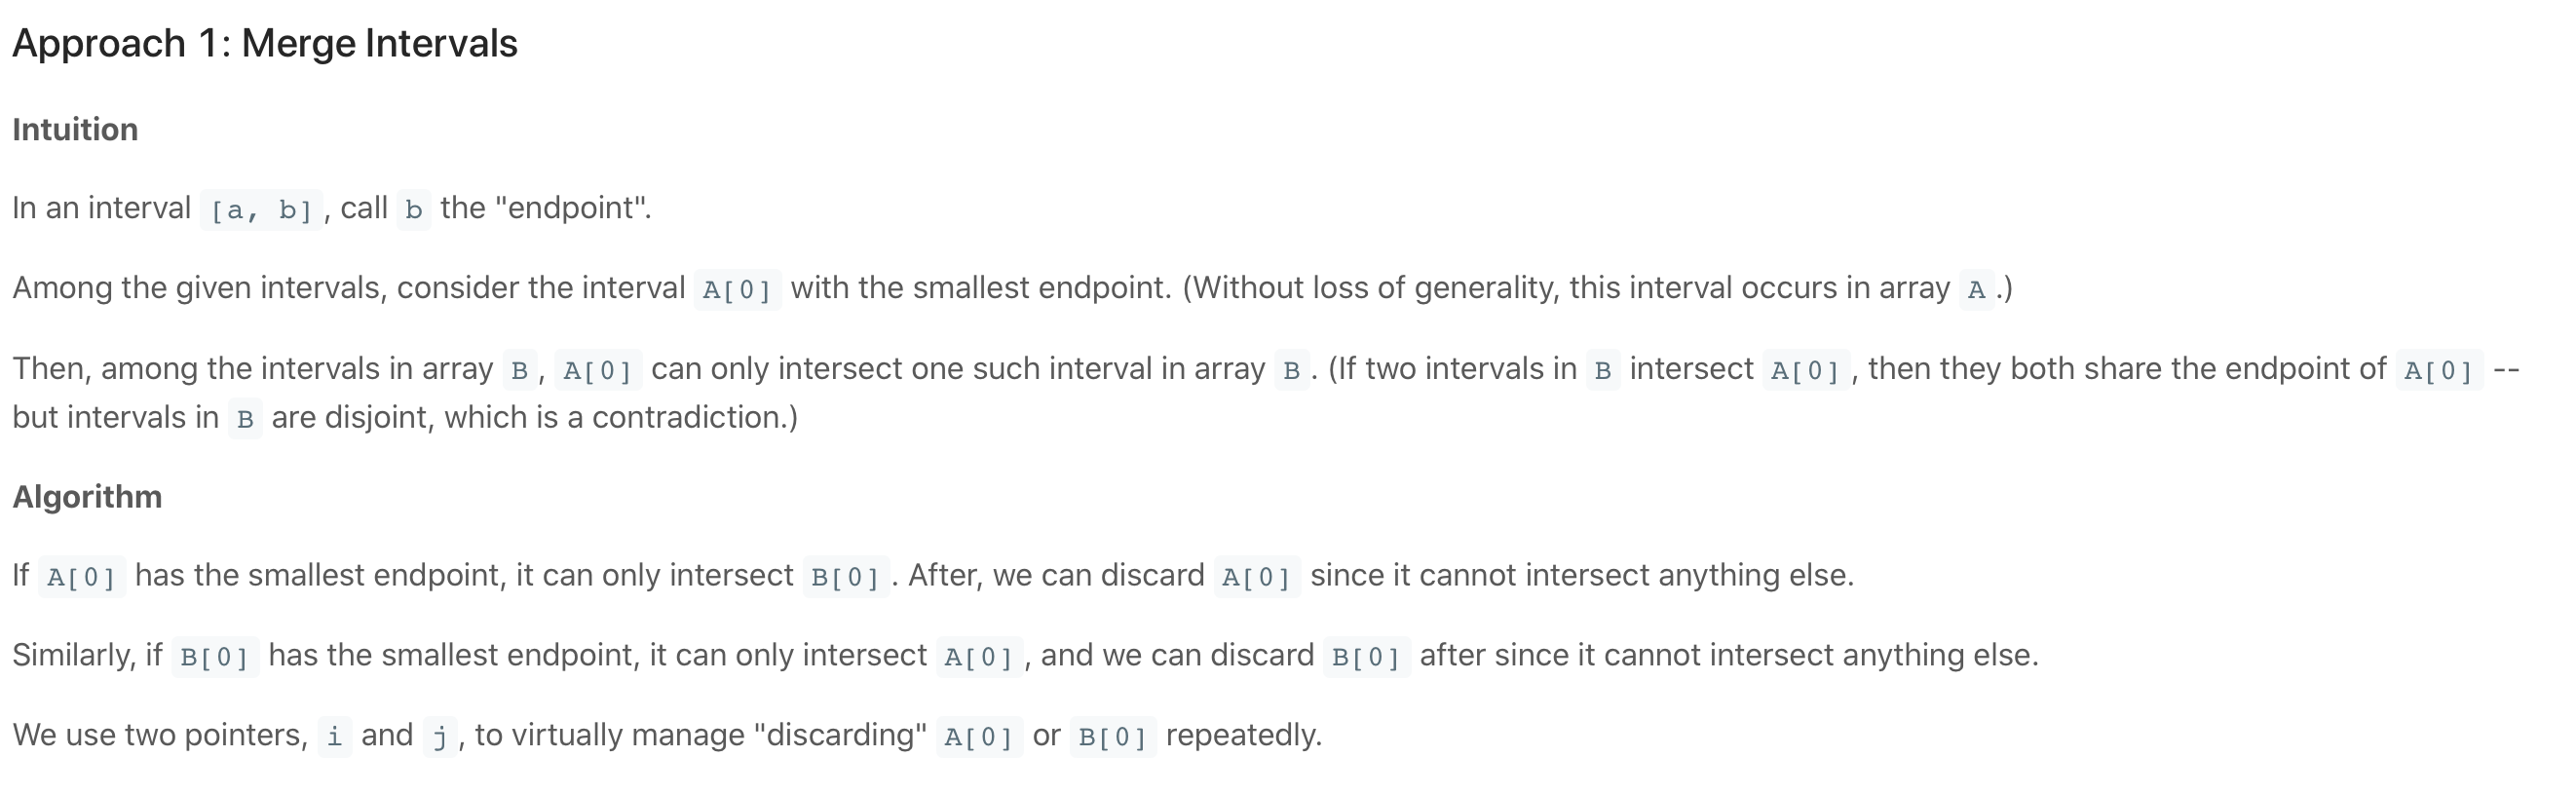 Approach 1: Merge Intervals
Intuition
In an interval [a, b], call b the "endpoint".
Among the given intervals, consider the interval A[0] with the smallest endpoint. (Without loss of generality, this interval occurs in array A.)
Then, among the intervals in array B, A[0] can only intersect one such interval in array B. (If two intervals in B intersect A[0], then they both share the endpoint of A[0] --
but intervals in B are disjoint, which is a contradiction.)
Algorithm
If A[0] has the smallest endpoint, it can only intersect B[0]. After, we can discard A[0] since it cannot intersect anything else.
Similarly, if B[0] has the smallest endpoint, it can only intersect A[0], and we can discard B[0] after since it cannot intersect anything else.
We use two pointers, i and j, to virtually manage "discarding" A[0] or B[0] repeatedly.